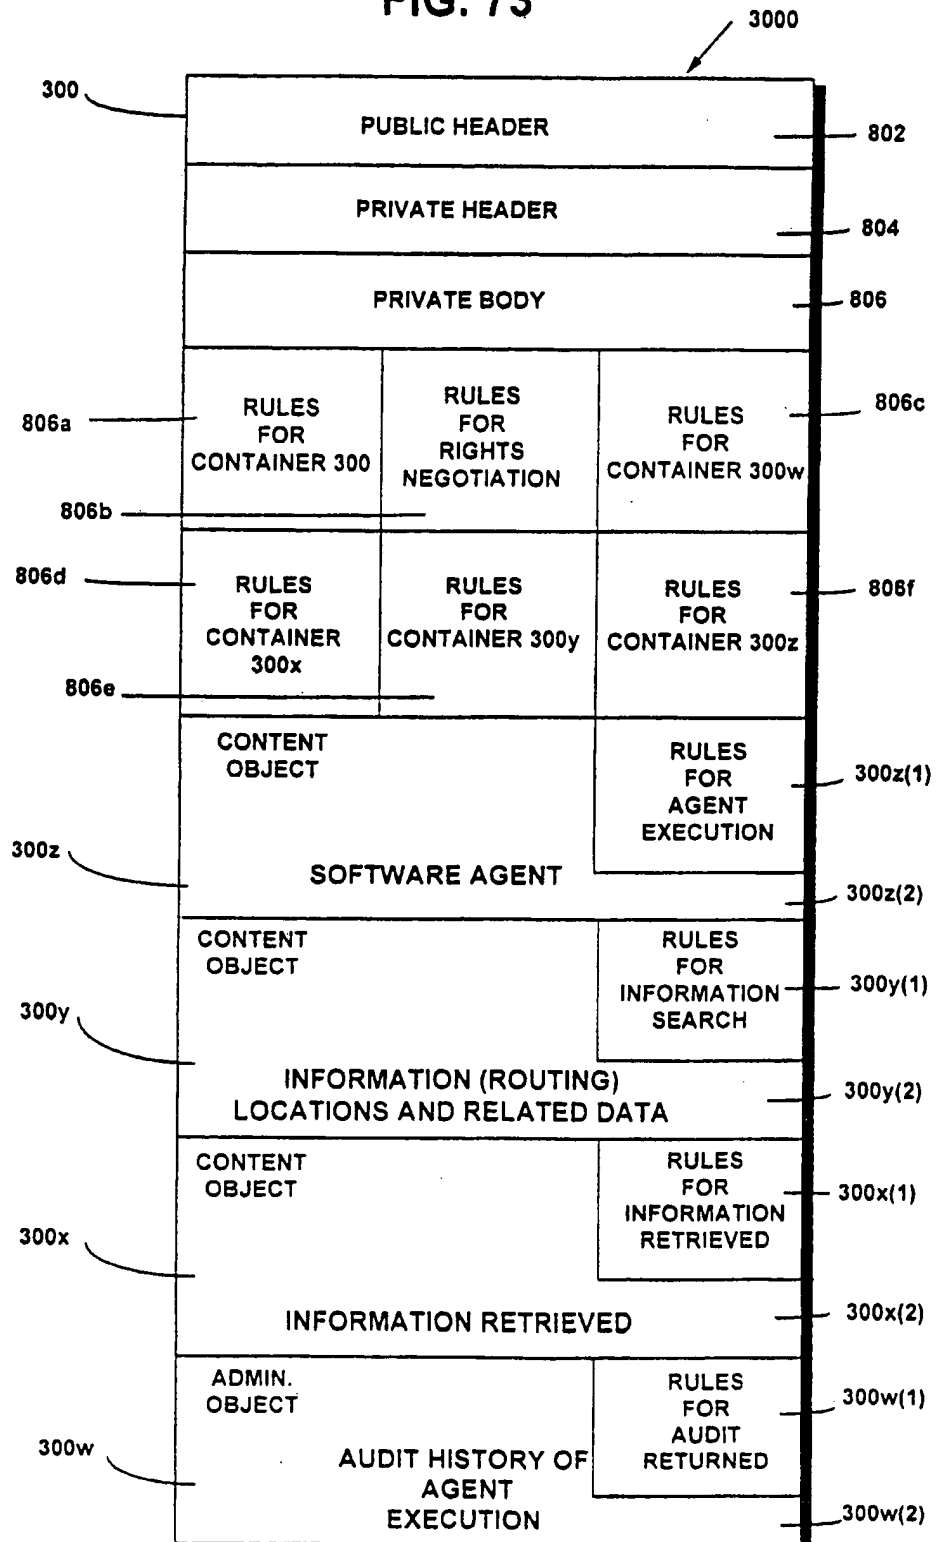 FIG. 73
3000
300
PUBLIC HEADER
802
PRIVATE HEADER
804
PRIVATE BODY
806
806a
RULES
FOR
CONTAINER 300
RULES
FOR
RIGHTS
NEGOTIATION
RULES
FOR
CONTAINER 300w
806c
806b
806d
RULES
FOR
CONTAINER
300x
RULES
FOR
CONTAINER 300y
RULES
FOR
CONTAINER 300z
806f
806e
CONTENT
OBJECT
RULES
FOR
AGENT
EXECUTION
300z(1)
300z
SOFTWARE AGENT
300z(2)
CONTENT
OBJECT
RULES
FOR
INFORMATION
SEARCH
300y(1)
300y
INFORMATION (ROUTING)
LOCATIONS AND RELATED DATA
300y(2)
CONTENT
OBJECT
RULES
FOR
INFORMATION
RETRIEVED
300x(1)
300x
INFORMATION RETRIEVED
300x(2)
ADMIN.
OBJECT
RULES
FOR
AUDIT
RETURNED
300w(1)
300w
AUDIT HISTORY OF
AGENT
EXECUTION
300w(2)